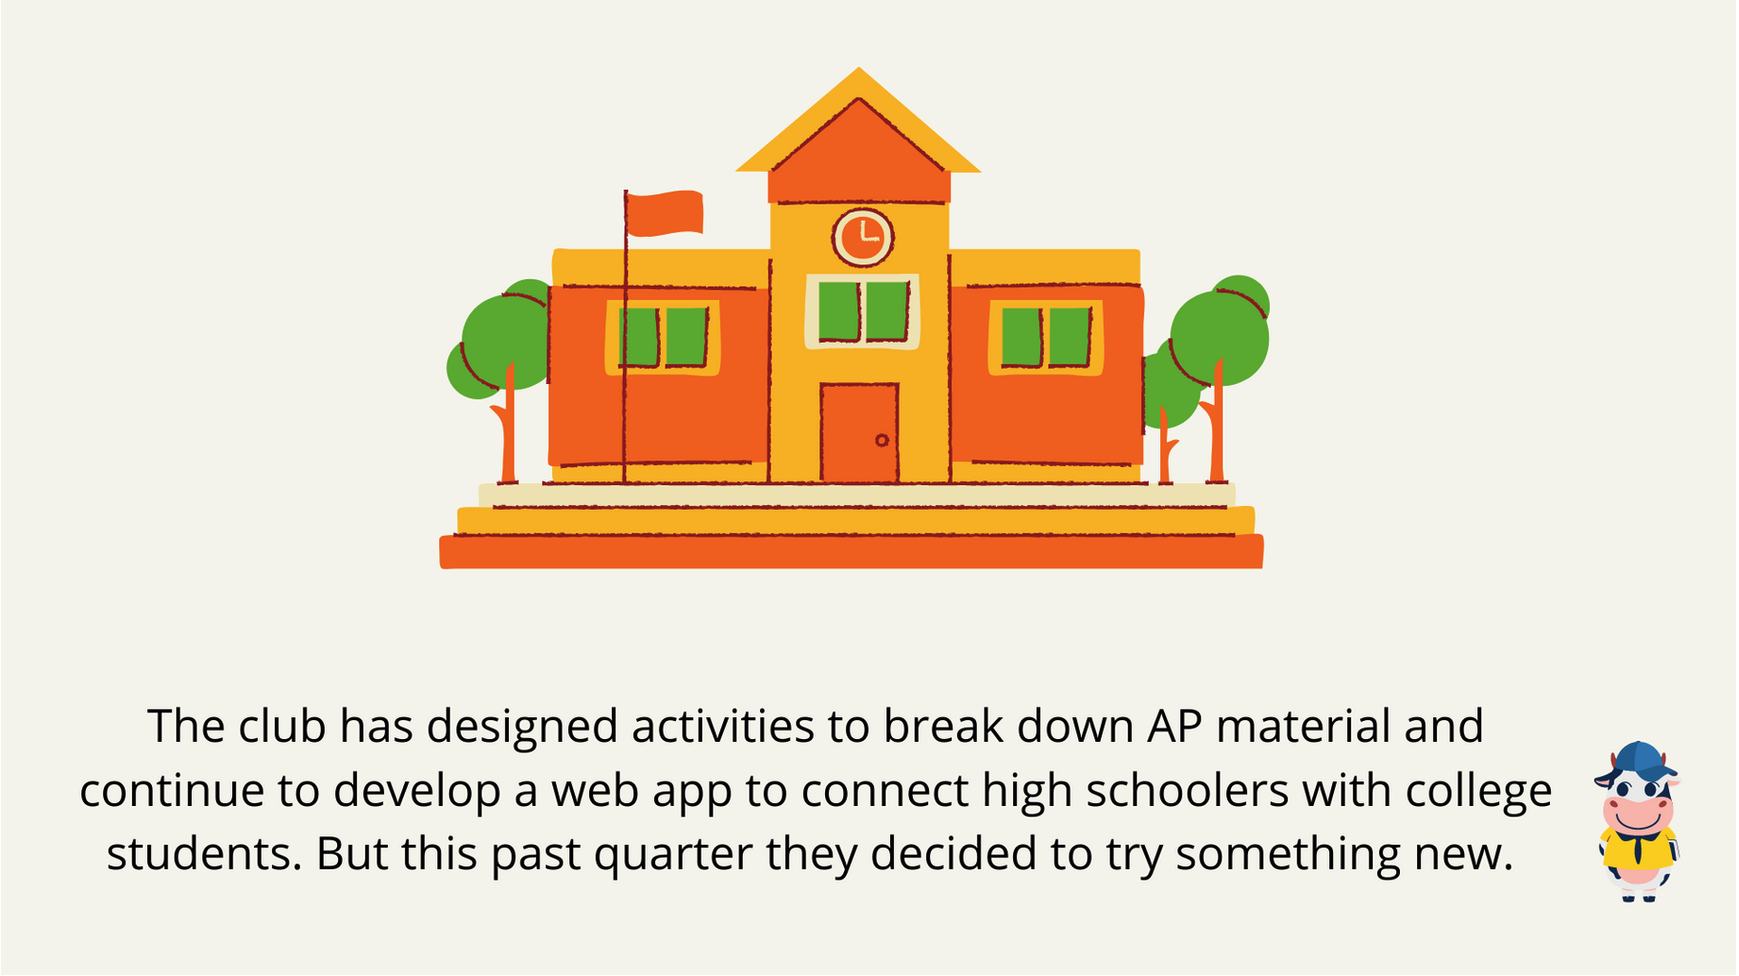 The club has designed activities to break down AP material and
continue to develop a web app to connect high schoolers with college
students. But this past quarter they decided to try something new.